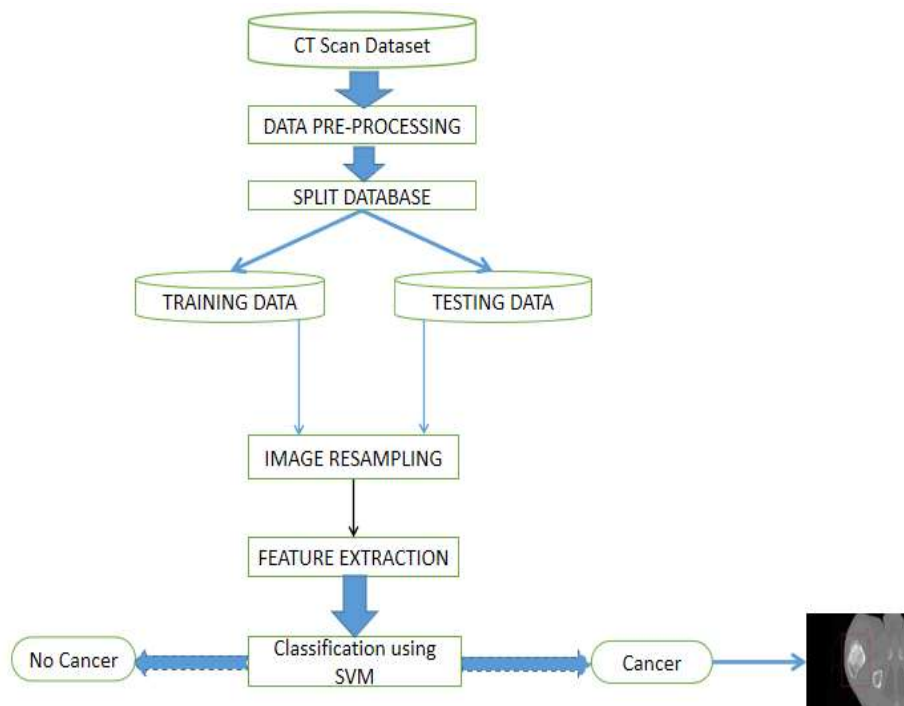 CT Scan Dataset
DATA PRE-PROCESSING
SPLIT DATABASE
TRAINING DATA
TESTING DATA
IMAGE RESAMPLING
FEATURE EXTRACTION
No Cancer
Classification using
SVM
Cancer